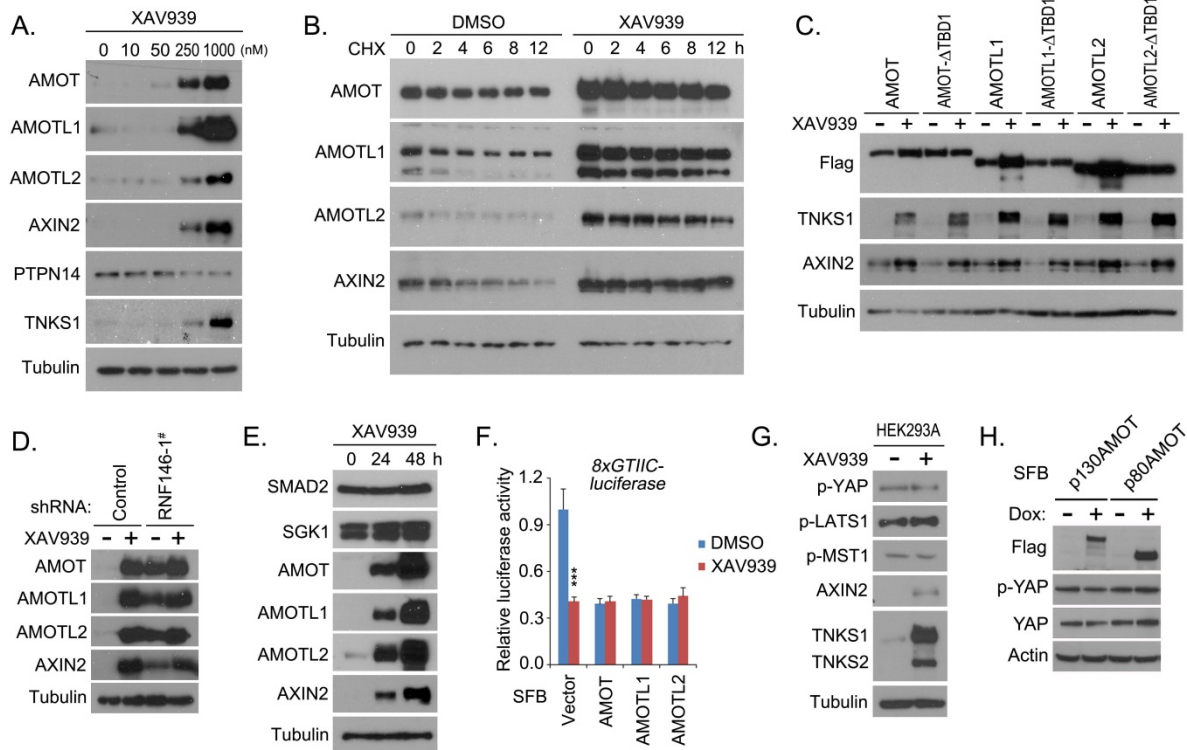 A.
XAV939
0 10 50 250 1000 (nM)
AMOT
AMOTL1
AMOTL2
AXIN2
PTPN14
TNKS1
Tubulin
B.
DMSO XAV939
CHX 0 2 4 6 8 12 0 2 4 6 8 12 h
AMOT
AMOTL1
AMOTL2
AXIN2
Tubulin
C.
AMOT
AMOT-ΔTBD1
AMOTL1
AMOTL1-ΔTBD1
AMOTL2
AMOTL2-ΔTBD1
XAV939 - + - + - + - + - + - +
Flag
TNKS1
AXIN2
Tubulin
D.
shRNA: Control RNF146-1#
XAV939 - + - +
AMOT
AMOTL1
AMOTL2
AXIN2
Tubulin
E.
XAV939
0 24 48 h
SMAD2
SGK1
AMOT
AMOTL1
AMOTL2
AXIN2
Tubulin
F.
8xGTIIC-
luciferase
Relative luciferase activity
1.2
0.9
0.6
0.3
0.0
***
DMSO
XAV939
SFB Vector AMOT AMOTL1 AMOTL2
G.
HEK293A
XAV939 - +
p-YAP
p-LATS1
p-MST1
AXIN2
TNKS1
TNKS2
Tubulin
H.
SFB p130AMOT p80AMOT
Dox: - + - +
Flag
p-YAP
YAP
Actin